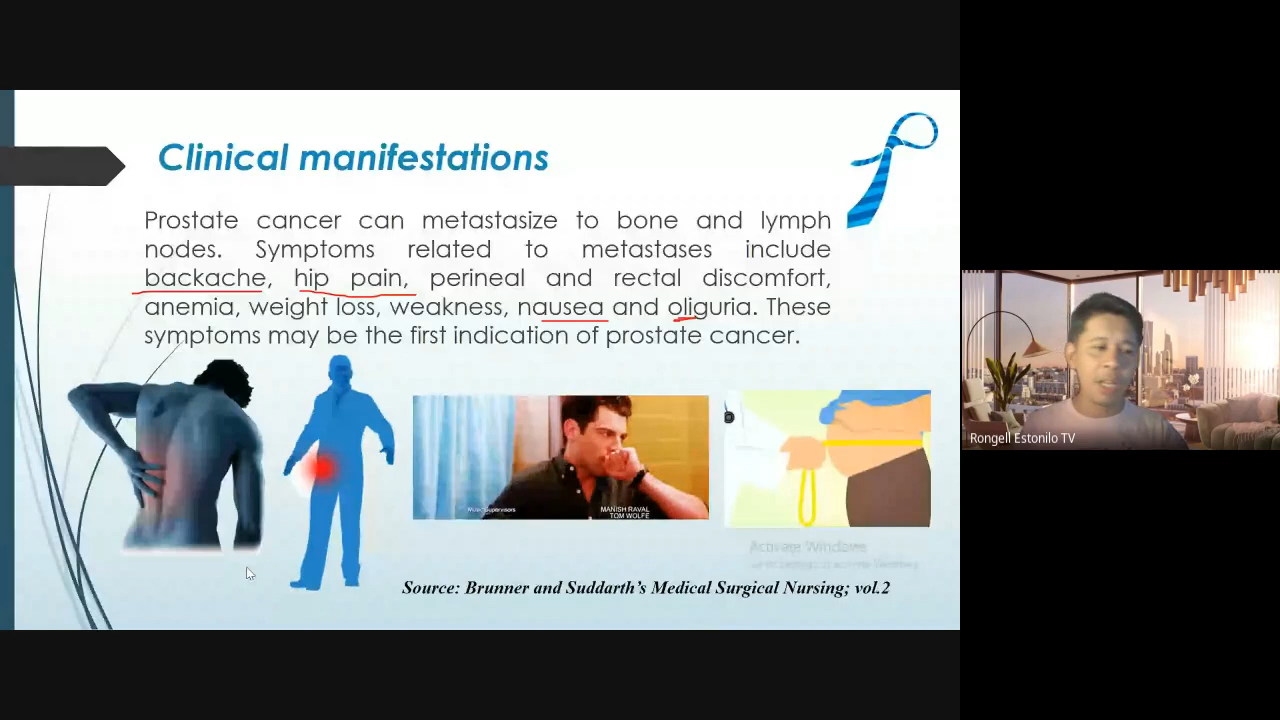 Clinical manifestations
Prostate cancer can metastasize to bone and lymph
nodes. Symptoms related to metastases include
backache, hip pain, perineal and rectal discomfort,
anemia, weight loss, weakness, nausea and oliguria. These
symptoms may be the first indication of prostate cancer.
MANISH RAVAL
TOM WOLFE
Activate Windows
Source: Brunner and Suddarth's Medical Surgical Nursing; vol.2
Rongell Estonilo TV